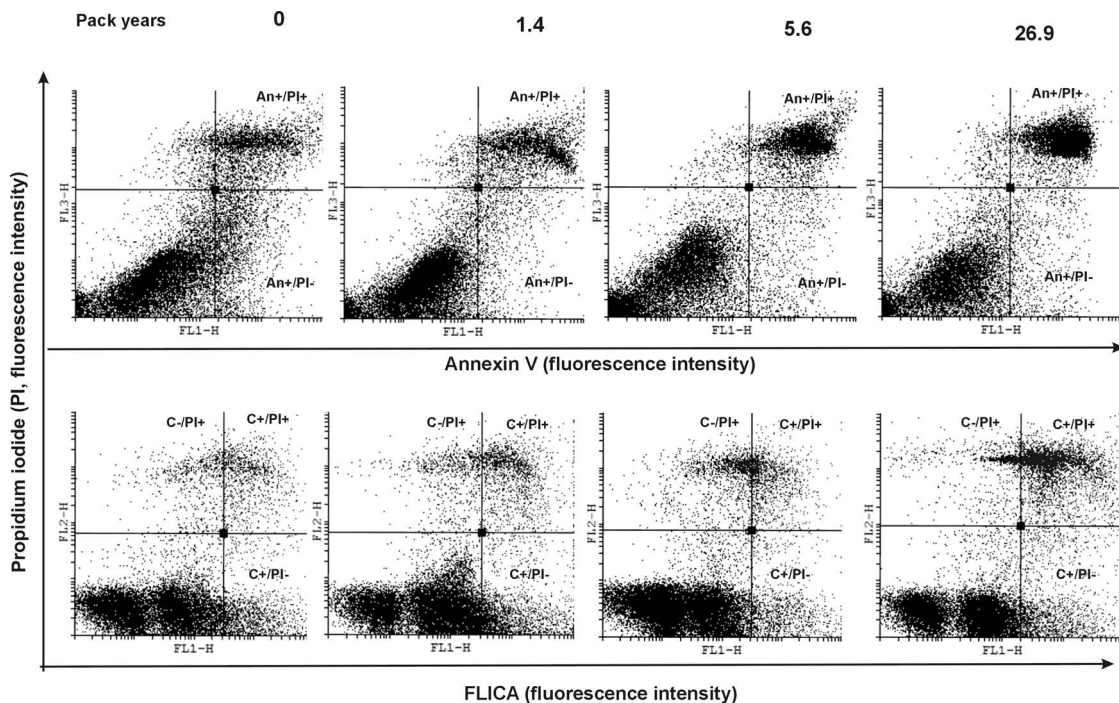 Pack years 0 1.4 5.6 26.9
Propidium iodide (PI, fluorescence intensity)
An+/PI+ An+/PI+ An+/PI+ An+/PI+
FL3-H FL3-H FL3-H FL3-H
An+/PI- An+/PI- An+/PI- An+/PI-
FL1-H FL1-H FL1-H FL1-H
Annexin V (fluorescence intensity)
C-/PI+ C+/PI+ C-/PI+ C+/PI+ C-/PI+ C+/PI+ C-/PI+ C+/PI+
FL2-H FL2-H FL2-H FL2-H
C+/PI- C+/PI- C+/PI- C+/PI-
FL1-H FL1-H FL1-H FL1-H
FLICA (fluorescence intensity)